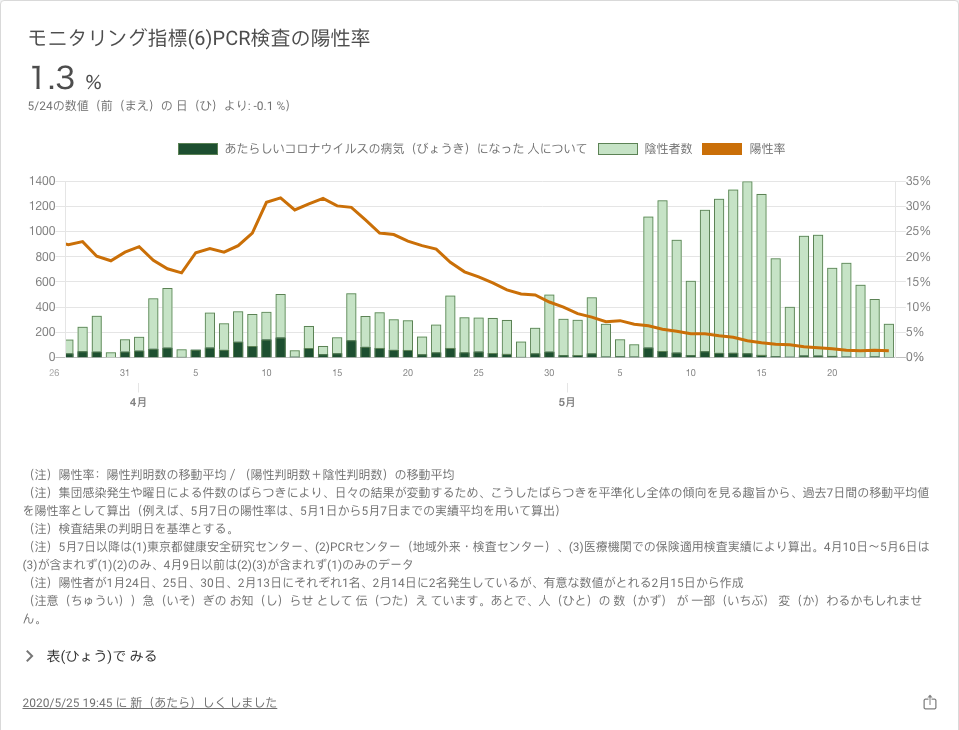 モニタリング指標(6)PCR検査の陽性率
1.3 %
5/24の数値（前（まえ）の 日（ひ）より: -0.1 %）
あたらしいコロナウイルスの病気（びょうき）になった 人について 陰性者数 陽性率
1400 35%
1200 30%
1000 25%
800 20%
600 15%
400 10%
200 5%
0 0%
26 31 5 10 15 20 25 30 5 10 15 20
4月 5月
（注）陽性率：陽性判明数の移動平均 / （陽性判明数＋陰性判明数）の移動平均
（注）集団感染発生や曜日による件数のばらつきにより、日々の結果が変動するため、こうしたばらつきを平準化し全体の傾向を見る趣旨から、過去7日間の移動平均値
を陽性率として算出（例えば、5月7日の陽性率は、5月1日から5月7日までの実績平均を用いて算出）
（注）検査結果の判明日を基準とする。
（注）5月7日以降は(1)東京都健康安全研究センター、(2)PCRセンター（地域外来・検査センター）、(3)医療機関での保険適用検査実績により算出。4月10日～5月6日は
(3)が含まれず(1)(2)のみ、4月9日以前は(2)(3)が含まれず(1)のみのデータ
（注）陽性者が1月24日、25日、30日、2月13日にそれぞれ1名、2月14日に2名発生しているが、有意な数値がとれる2月15日から作成
（注意（ちゅうい））急（いそ）ぎの お知（し）らせ として 伝（つた）え ています。あとで、人（ひと）の 数（かず） が 一部（いちぶ） 変（か）わるかもしれませ
ん。
表(ひょう)で みる
2020/5/25 19:45 に 新（あたら）しく しました